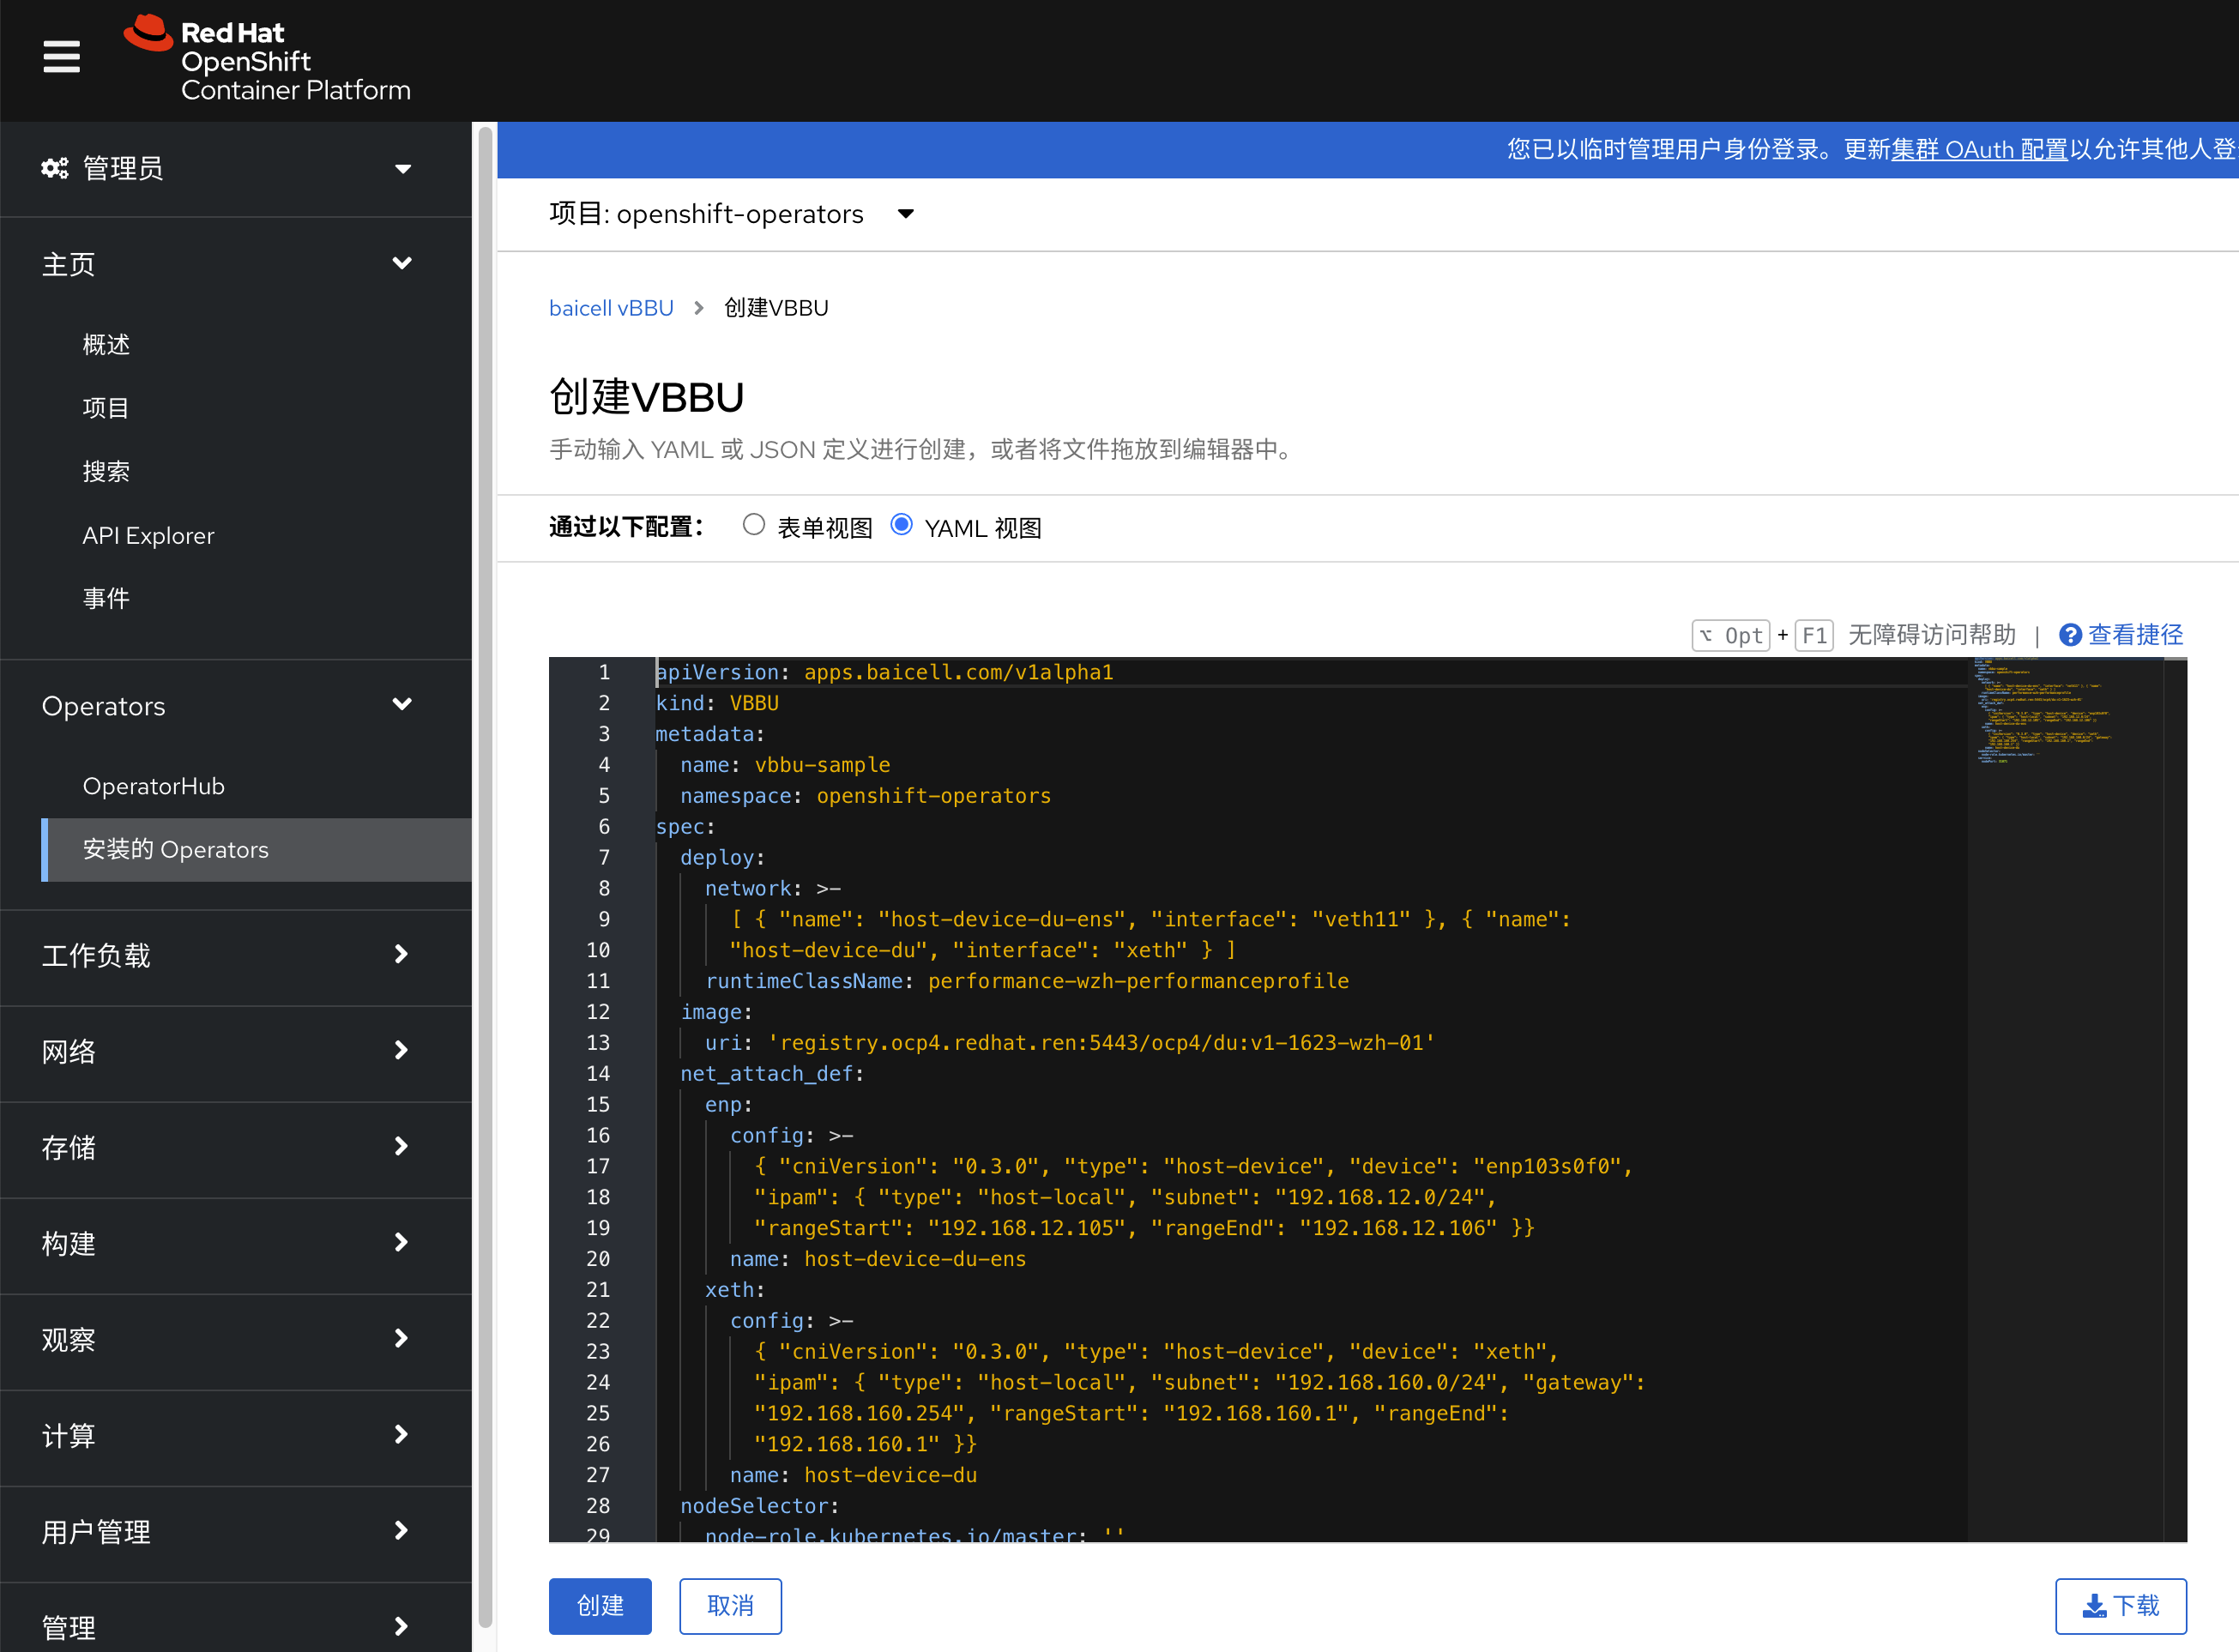 Red Hat
OpenShift
Container Platform
管理员
主页
概述
项目
搜索
API Explorer
事件
Operators
OperatorHub
安装的 Operators
工作负载
网络
存储
构建
观察
计算
用户管理
管理
您已以临时管理用户身份登录。更新集群 OAuth 配置以允许其他人登
项目: openshift-operators
baicell vBBU > 创建VBBU
创建VBBU
手动输入 YAML 或 JSON 定义进行创建，或者将文件拖放到编辑器中。
通过以下配置： 表单视图 YAML 视图
⌥ Opt + F1 无障碍访问帮助 | 查看捷径
1 apiVersion: apps.baicell.com/v1alpha1
2 kind: VBBU
3 metadata:
4 name: vbbu-sample
5 namespace: openshift-operators
6 spec:
7 deploy:
8 network: >-
9 [ { "name": "host-device-du-ens", "interface": "veth11" }, { "name":
10 "host-device-du", "interface": "xeth" } ]
11 runtimeClassName: performance-wzh-performanceprofile
12 image:
13 uri: 'registry.ocp4.redhat.ren:5443/ocp4/du:v1-1623-wzh-01'
14 net_attach_def:
15 enp:
16 config: >-
17 { "cniVersion": "0.3.0", "type": "host-device", "device": "enp103s0f0",
18 "ipam": { "type": "host-local", "subnet": "192.168.12.0/24",
19 "rangeStart": "192.168.12.105", "rangeEnd": "192.168.12.106" }}
20 name: host-device-du-ens
21 xeth:
22 config: >-
23 { "cniVersion": "0.3.0", "type": "host-device", "device": "xeth",
24 "ipam": { "type": "host-local", "subnet": "192.168.160.0/24", "gateway":
25 "192.168.160.254", "rangeStart": "192.168.160.1", "rangeEnd":
26 "192.168.160.1" }}
27 name: host-device-du
28 nodeSelector:
29 node-role.kubernetes.io/master: ''
创建
取消
下载